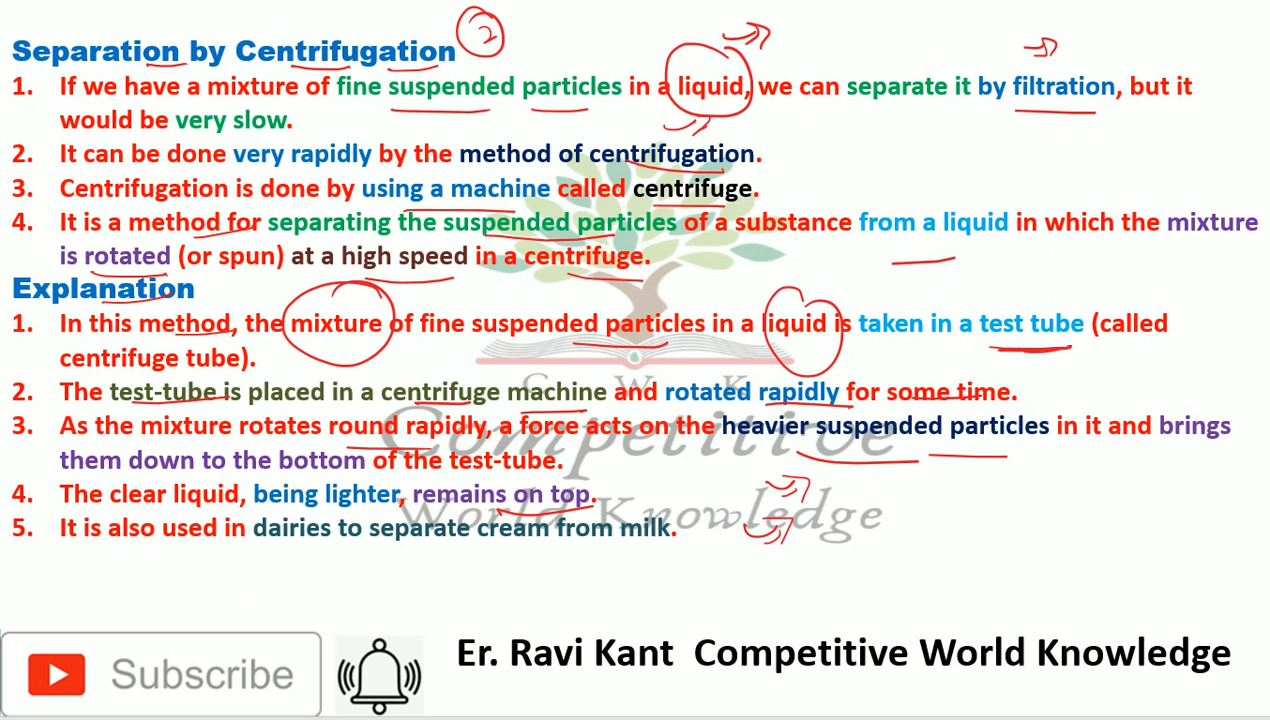 Separation by Centrifugation 2
1. If we have a mixture of fine suspended particles in a liquid, we can separate it by filtration, but it
would be very slow.
2. It can be done very rapidly by the method of centrifugation.
3. Centrifugation is done by using a machine called centrifuge.
4. It is a method for separating the suspended particles of a substance from a liquid in which the mixture
is rotated (or spun) at a high speed in a centrifuge.
Explanation
1. In this method, the mixture of fine suspended particles in a liquid is taken in a test tube (called
centrifuge tube).
C W K
2. The test-tube is placed in a centrifuge machine and rotated rapidly for some time.
Competitive
3. As the mixture rotates round rapidly, a force acts on the heavier suspended particles in it and brings
them down to the bottom of the test-tube.
4. The clear liquid, being lighter, remains on top.
World Knowledge
5. It is also used in dairies to separate cream from milk.
Subscribe
Er. Ravi Kant Competitive World Knowledge